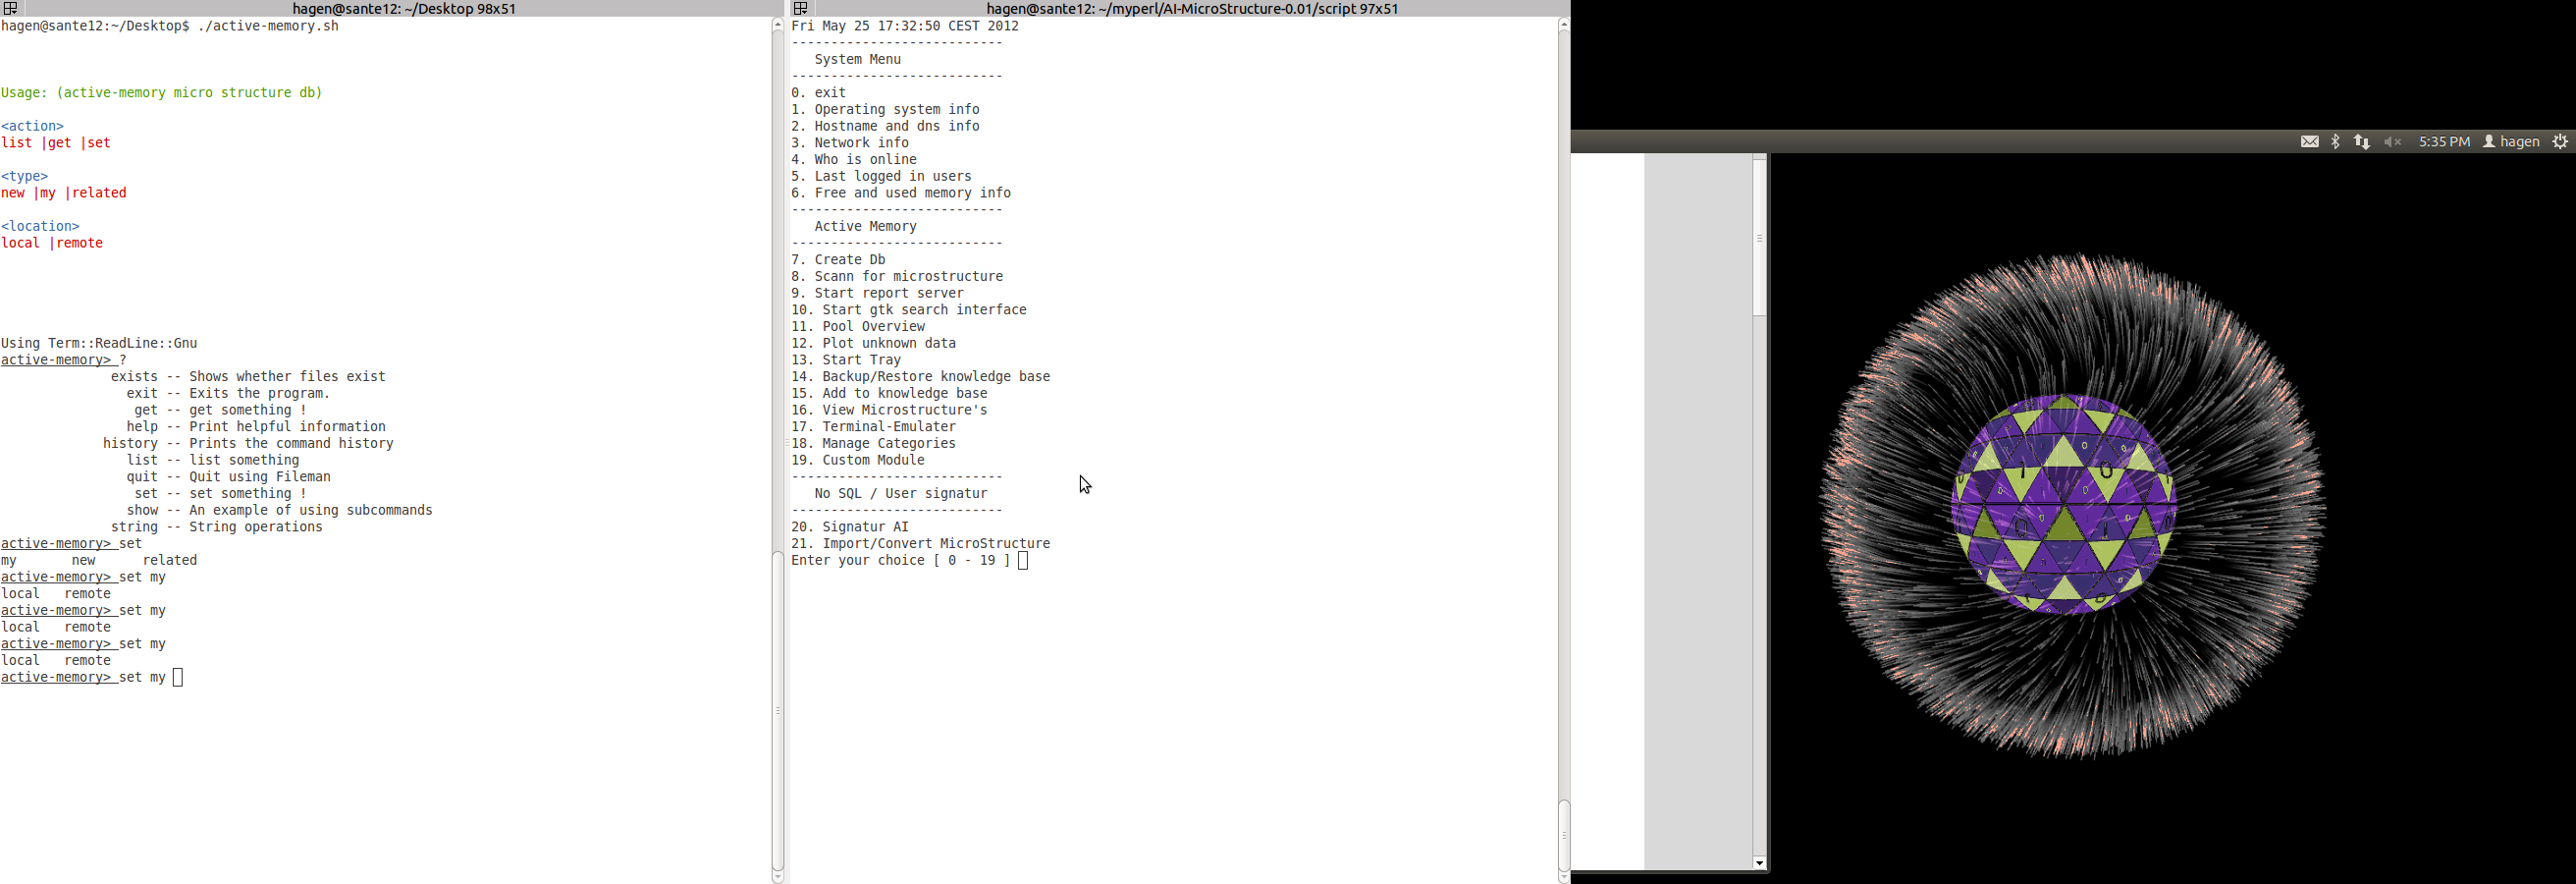 hagen@sante12: ~/Desktop 98x51
hagen@sante12:~/Desktop$ ./active-memory.sh
Usage: (active-memory micro structure db)
<action>
list |get |set
<type>
new |my |related
<location>
local |remote
Using Term::ReadLine::Gnu
active-memory> ?
exists -- Shows whether files exist
exit -- Exits the program.
get -- get something !
help -- Print helpful information
history -- Prints the command history
list -- list something
quit -- Quit using Fileman
set -- set something !
show -- An example of using subcommands
string -- String operations
active-memory> set
my new related
active-memory> set my
local remote
active-memory> set my
local remote
active-memory> set my
local remote
active-memory> set my
hagen@sante12: ~/myperl/AI-MicroStructure-0.01/script 97x51
Fri May 25 17:32:50 CEST 2012
---------------------------
System Menu
---------------------------
0. exit
1. Operating system info
2. Hostname and dns info
3. Network info
4. Who is online
5. Last logged in users
6. Free and used memory info
---------------------------
Active Memory
---------------------------
7. Create Db
8. Scann for microstructure
9. Start report server
10. Start gtk search interface
11. Pool Overview
12. Plot unknown data
13. Start Tray
14. Backup/Restore knowledge base
15. Add to knowledge base
16. View Microstructure's
17. Terminal-Emulater
18. Manage Categories
19. Custom Module
---------------------------
No SQL / User signatur
---------------------------
20. Signatur AI
21. Import/Convert MicroStructure
Enter your choice [ 0 - 19 ]
5:35 PM hagen